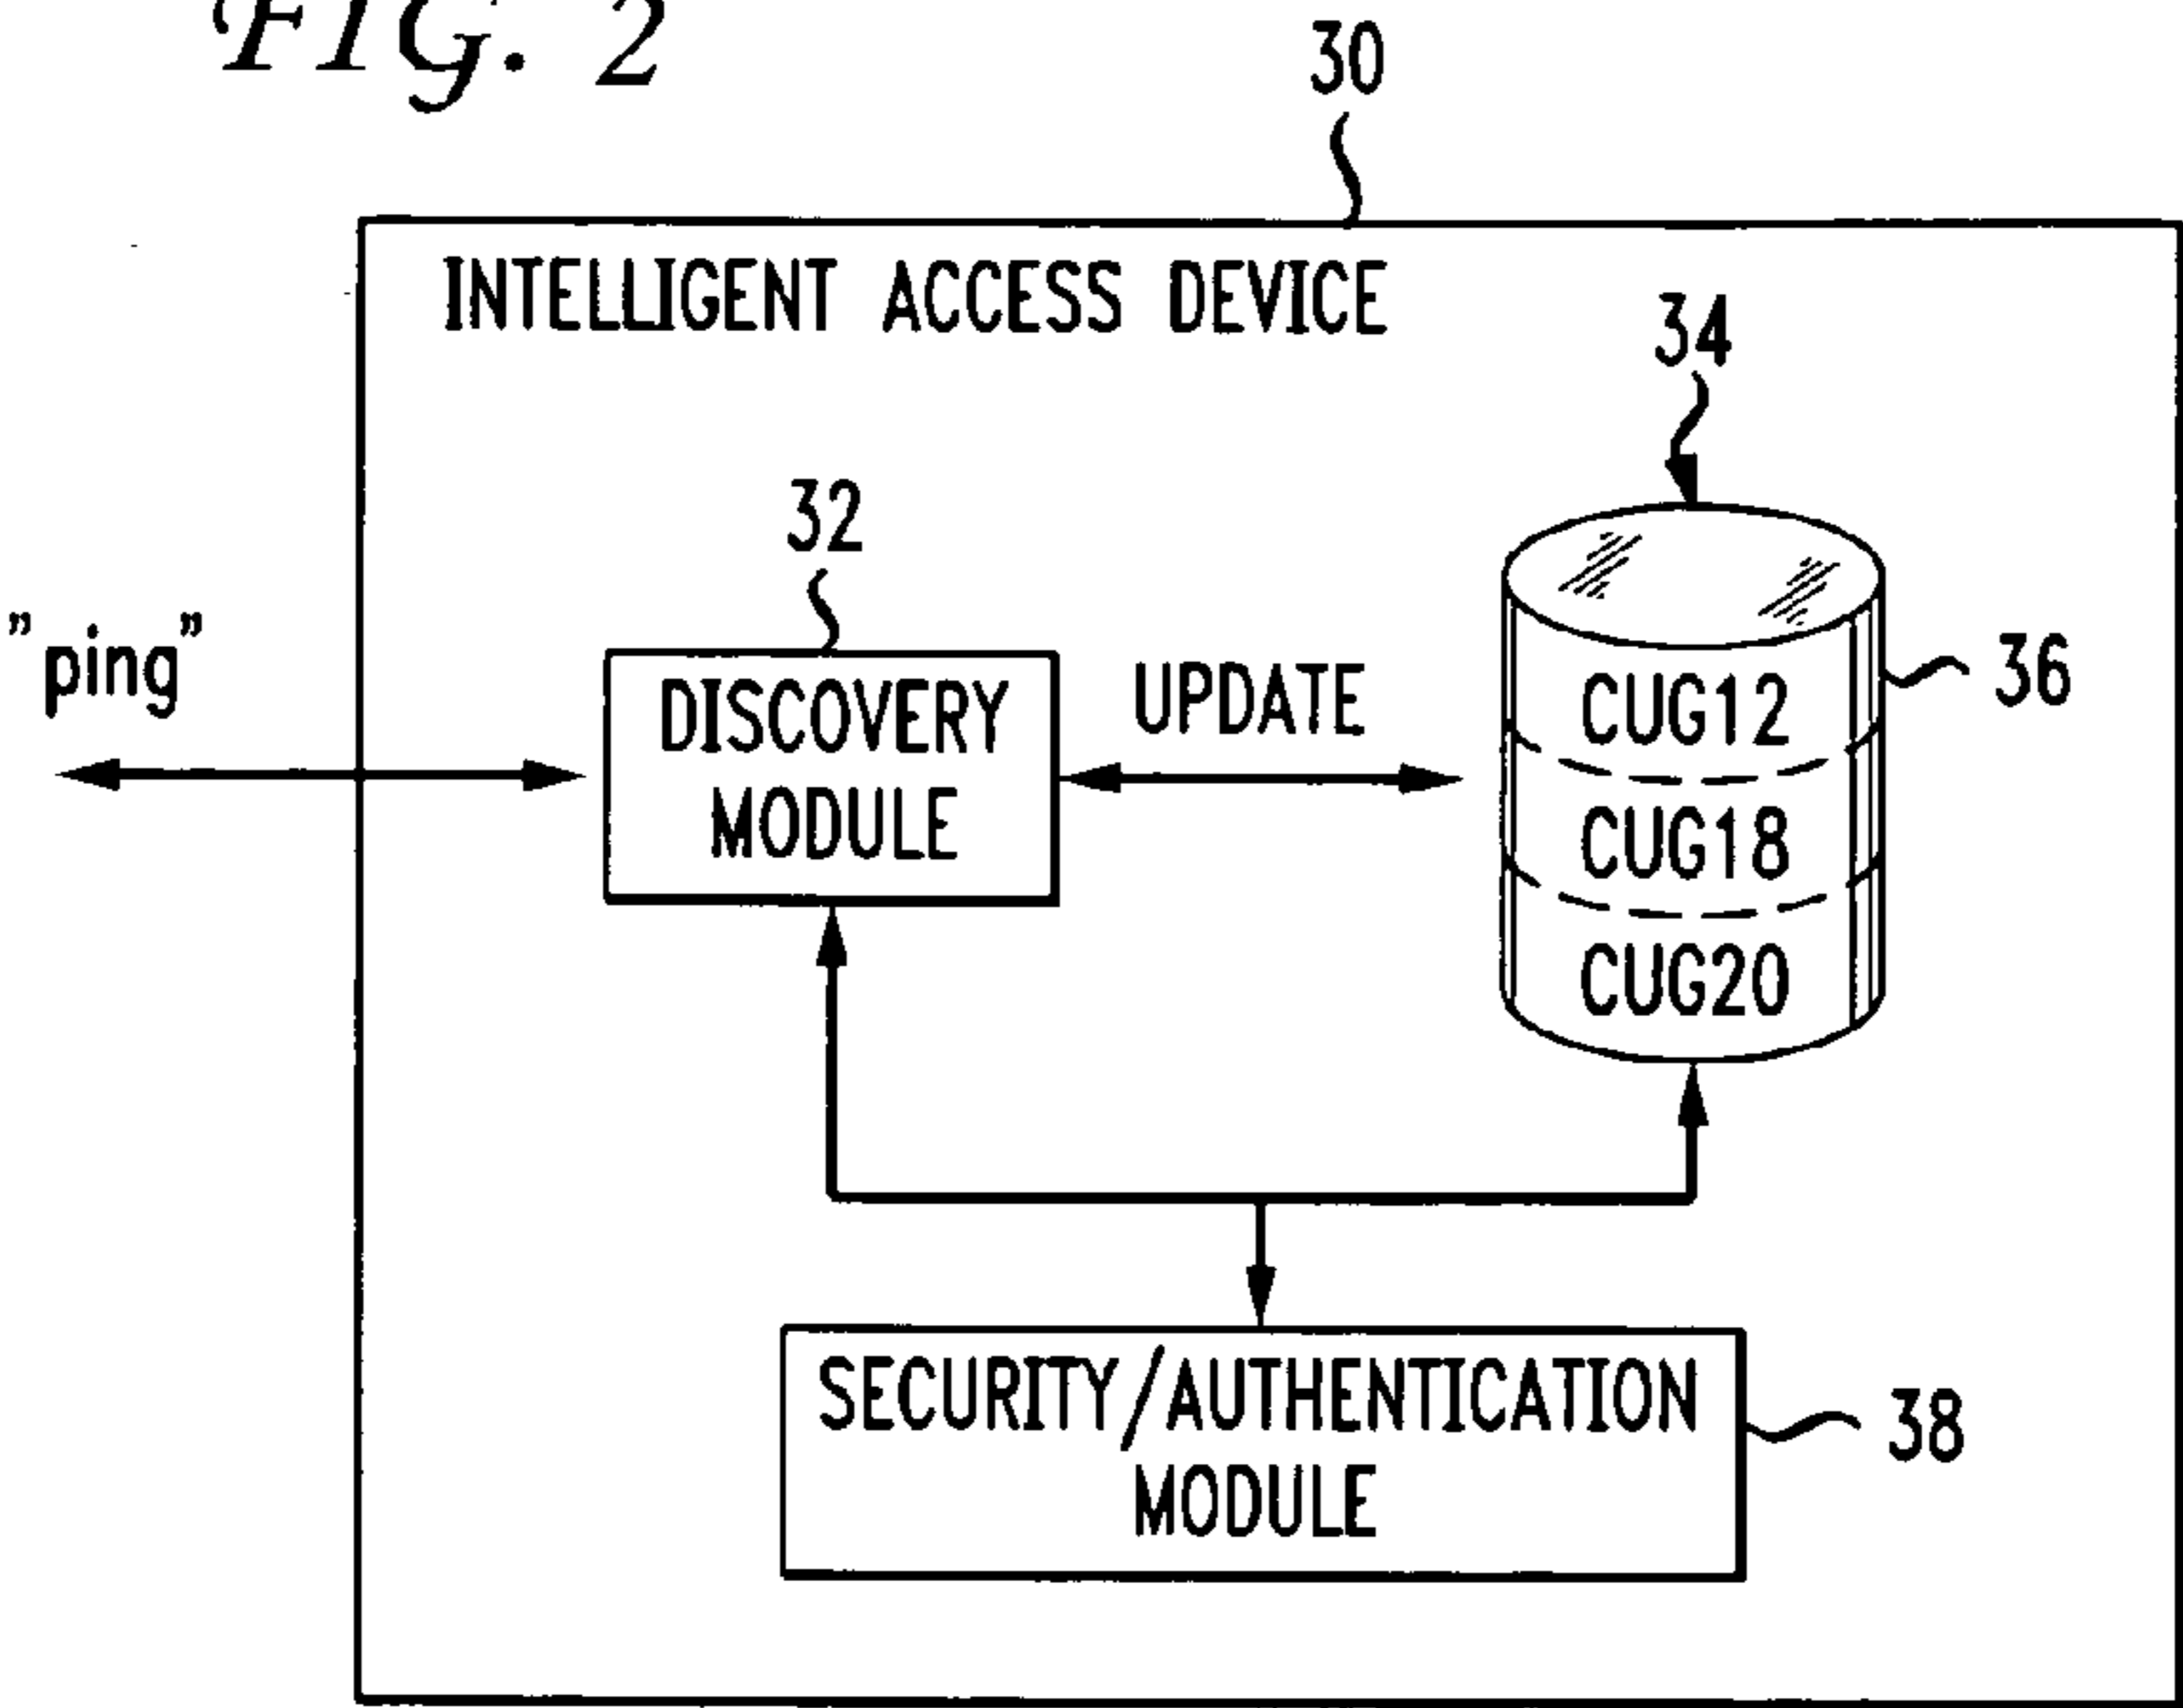 FIG. 2
30
INTELLIGENT ACCESS DEVICE
34
32
"ping"
DISCOVERY
MODULE
UPDATE
36
CUG12
CUG18
CUG20
SECURITY/AUTHENTICATION
MODULE
38